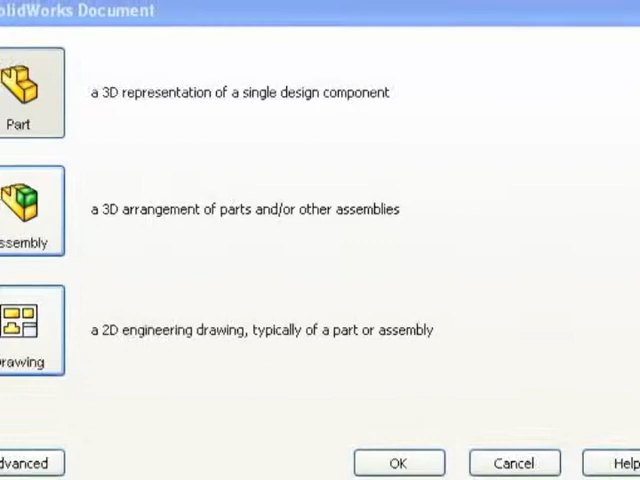 olidWorks Document
a 3D representation of a single design component
Part
a 3D arrangement of parts and/or other assemblies
ssembly
a 2D engineering drawing, typically of a part or assembly
rawing
dvanced
OK
Cancel
Help